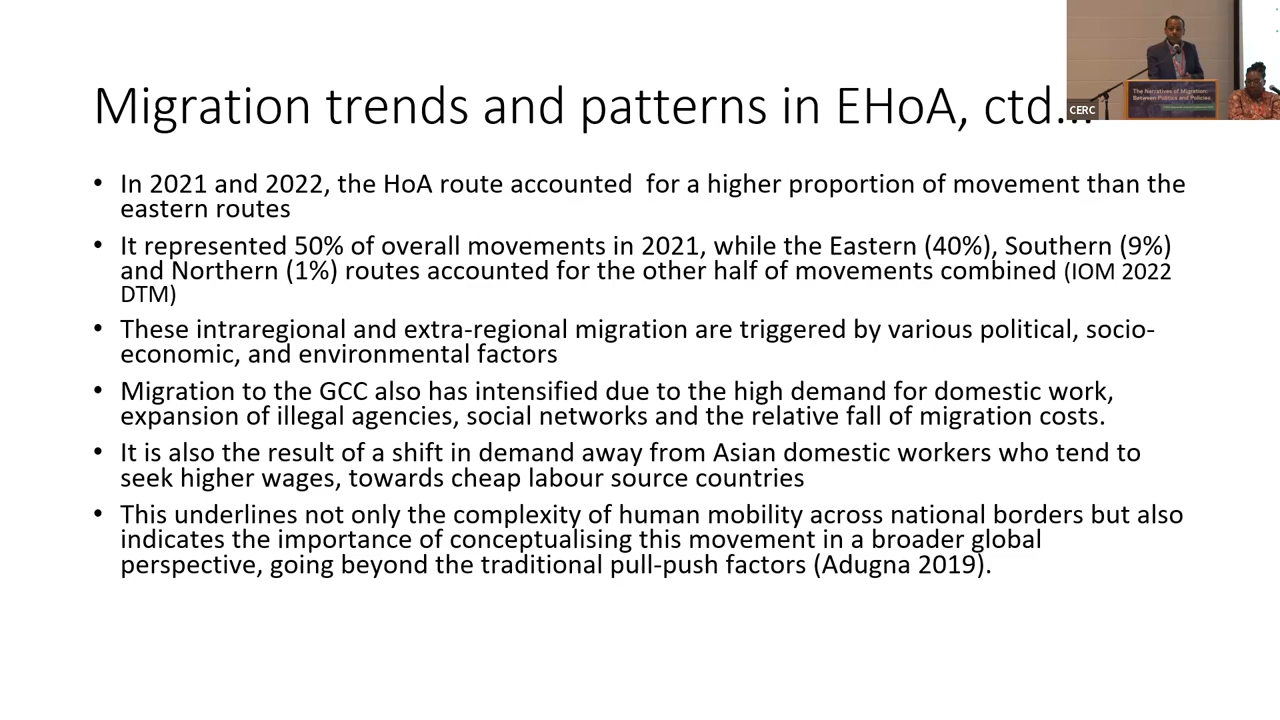 Migration trends and patterns in EHoA, ctd...
CERC
The Narratives of Migration:
Between Politics and Policies
• In 2021 and 2022, the HoA route accounted  for a higher proportion of movement than the
eastern routes
• It represented 50% of overall movements in 2021, while the Eastern (40%), Southern (9%)
and Northern (1%) routes accounted for the other half of movements combined (IOM 2022
DTM)
• These intraregional and extra-regional migration are triggered by various political, socio-
economic, and environmental factors
• Migration to the GCC also has intensified due to the high demand for domestic work,
expansion of illegal agencies, social networks and the relative fall of migration costs.
• It is also the result of a shift in demand away from Asian domestic workers who tend to
seek higher wages, towards cheap labour source countries
• This underlines not only the complexity of human mobility across national borders but also
indicates the importance of conceptualising this movement in a broader global
perspective, going beyond the traditional pull-push factors (Adugna 2019).